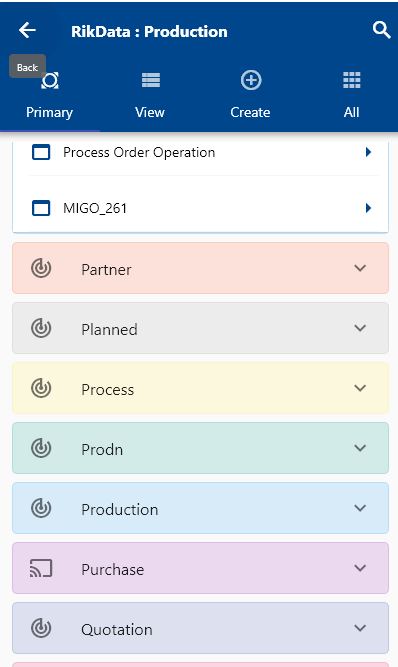 RikData : Production
Back
Primary View Create All
Process Order Operation
MIGO_261
Partner
Planned
Process
Prodn
Production
Purchase
Quotation